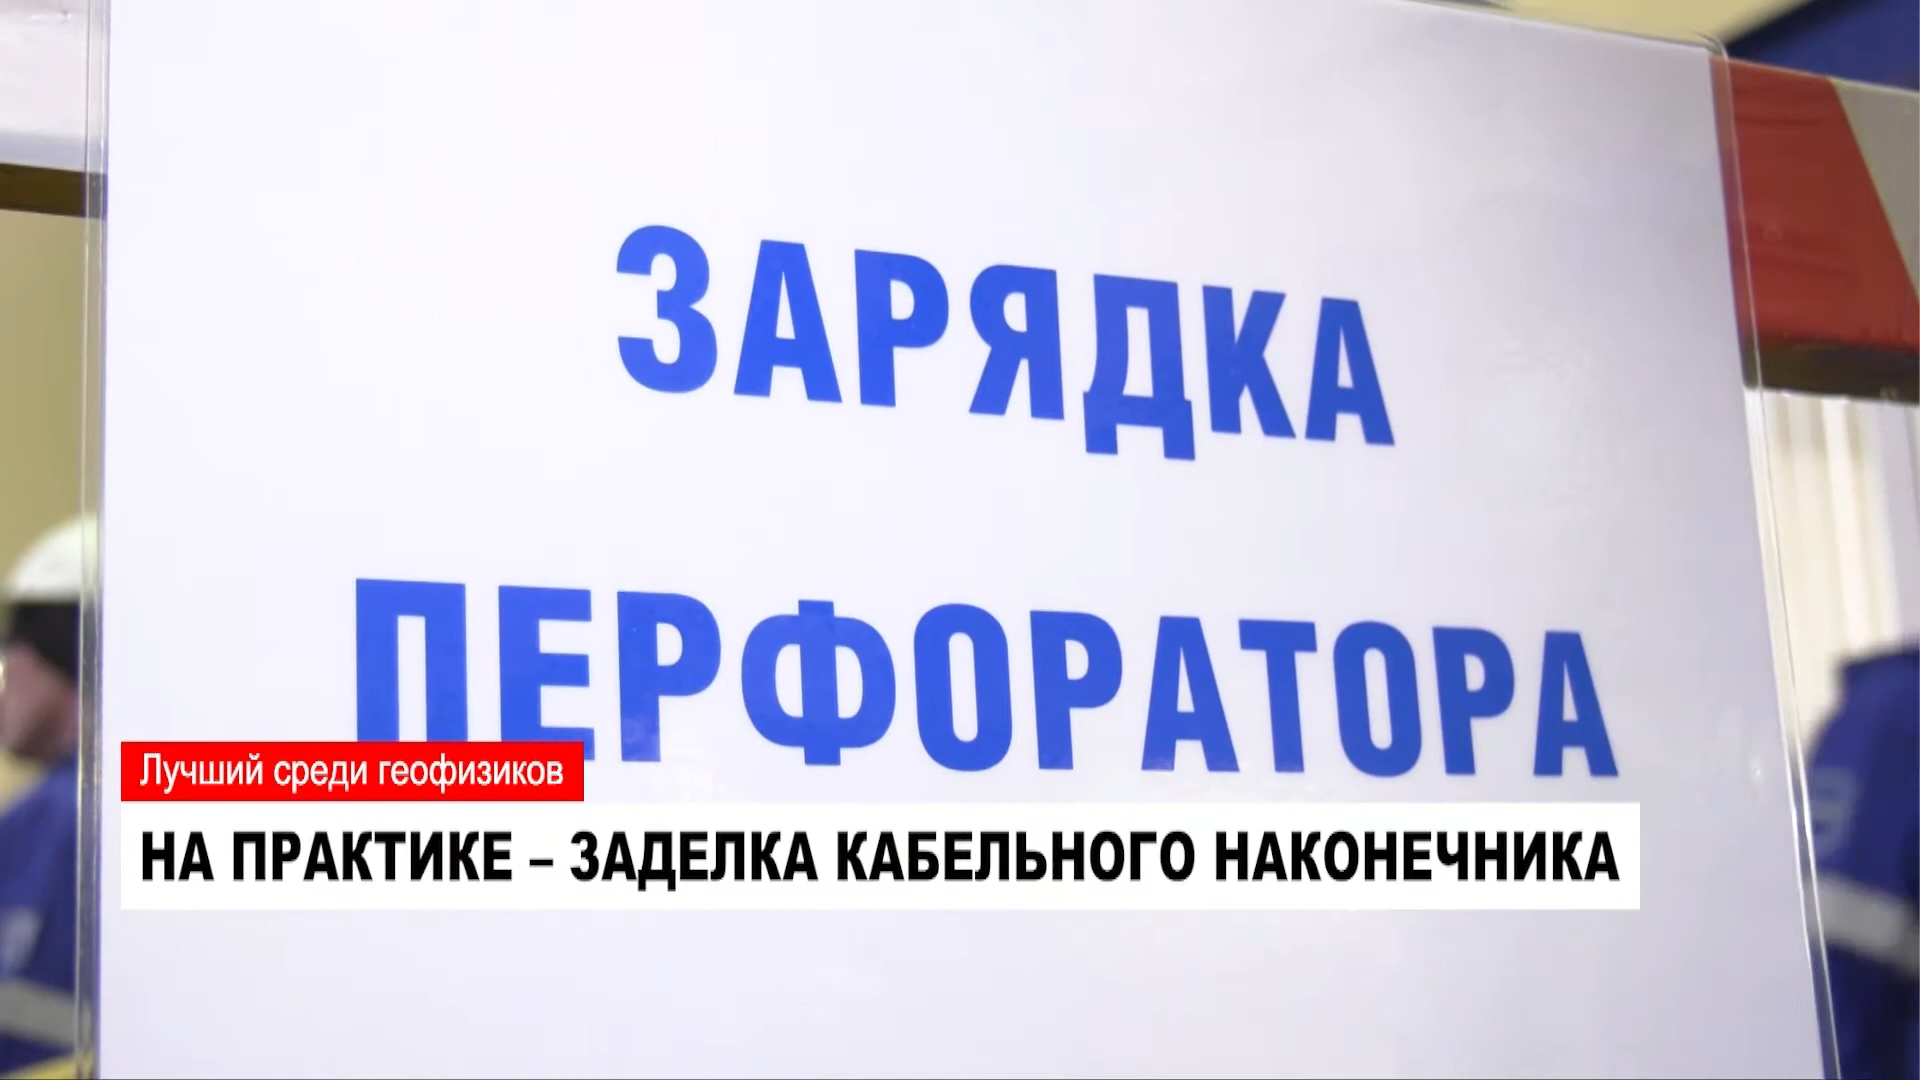 ЗАРЯДКА
ПЕРФОРАТОРА
Лучший среди геофизиков
НА ПРАКТИКЕ – ЗАДЕЛКА КАБЕЛЬНОГО НАКОНЕЧНИКА